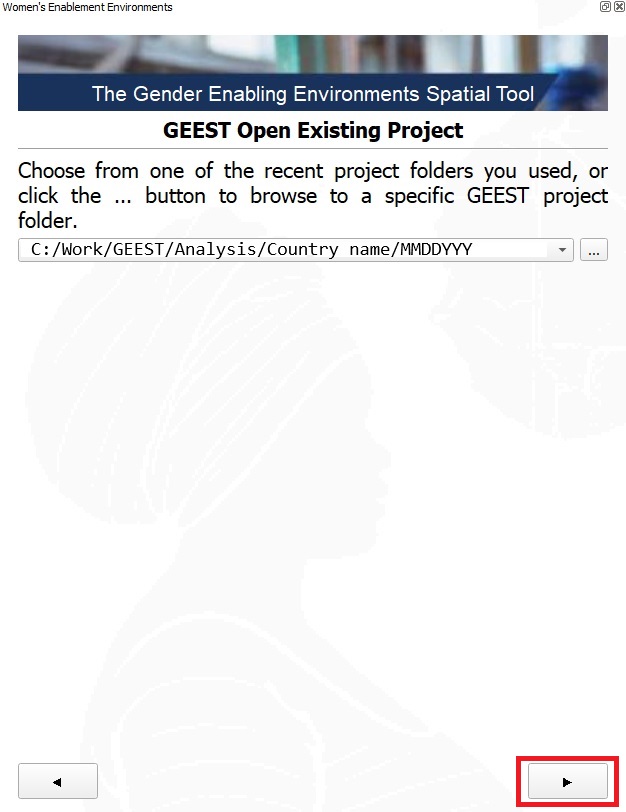 Women's Enablement Environments
The Gender Enabling Environments Spatial Tool
GEEST Open Existing Project
Choose from one of the recent project folders you used, or
click the ... button to browse to a specific GEEST project
folder.
C:/Work/GEEST/Analysis/Country name/MMDDYYY
...